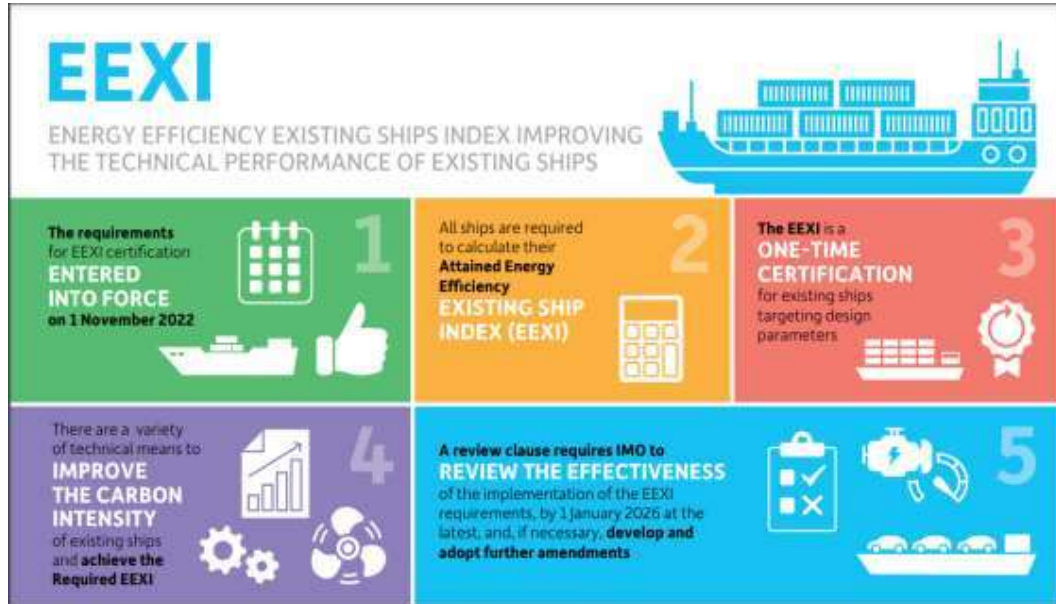 EEXI
ENERGY EFFICIENCY EXISTING SHIPS INDEX IMPROVING
THE TECHNICAL PERFORMANCE OF EXISTING SHIPS
1
The requirements
for EEXI certification
ENTERED
INTO FORCE
on 1 November 2022
2
All ships are required
to calculate their
Attained Energy
Efficiency
EXISTING SHIP
INDEX (EEXI)
3
The EEXI is a
ONE-TIME
CERTIFICATION
for existing ships
targeting design
parameters
4
There are a variety
of technical means to
IMPROVE
THE CARBON
INTENSITY
of existing ships
and achieve the
Required EEXI
5
A review clause requires IMO to
REVIEW THE EFFECTIVENESS
of the implementation of the EEXI
requirements, by 1 January 2026 at the
latest, and, if necessary, develop and
adopt further amendments